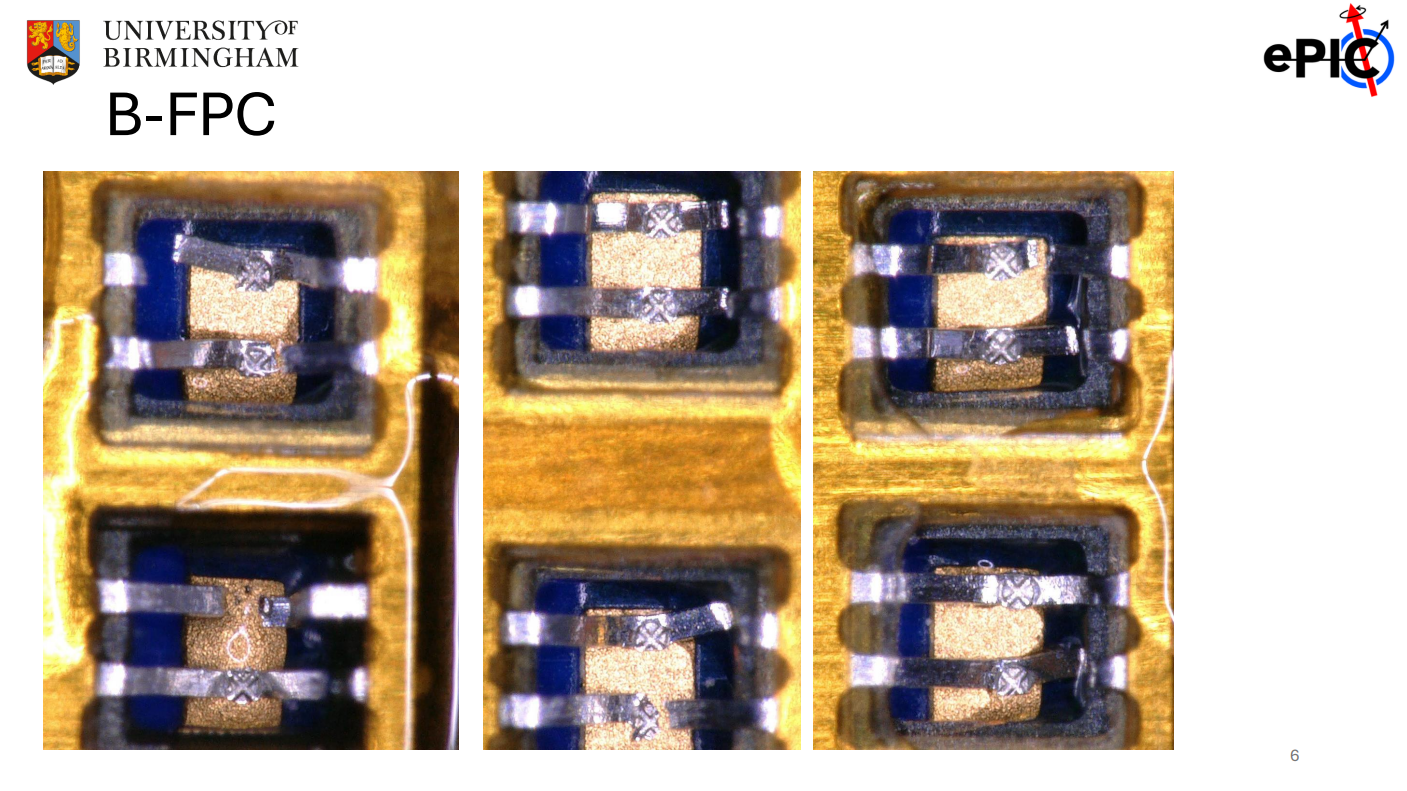 UNIVERSITY OF
BIRMINGHAM
ePIC
B-FPC
6